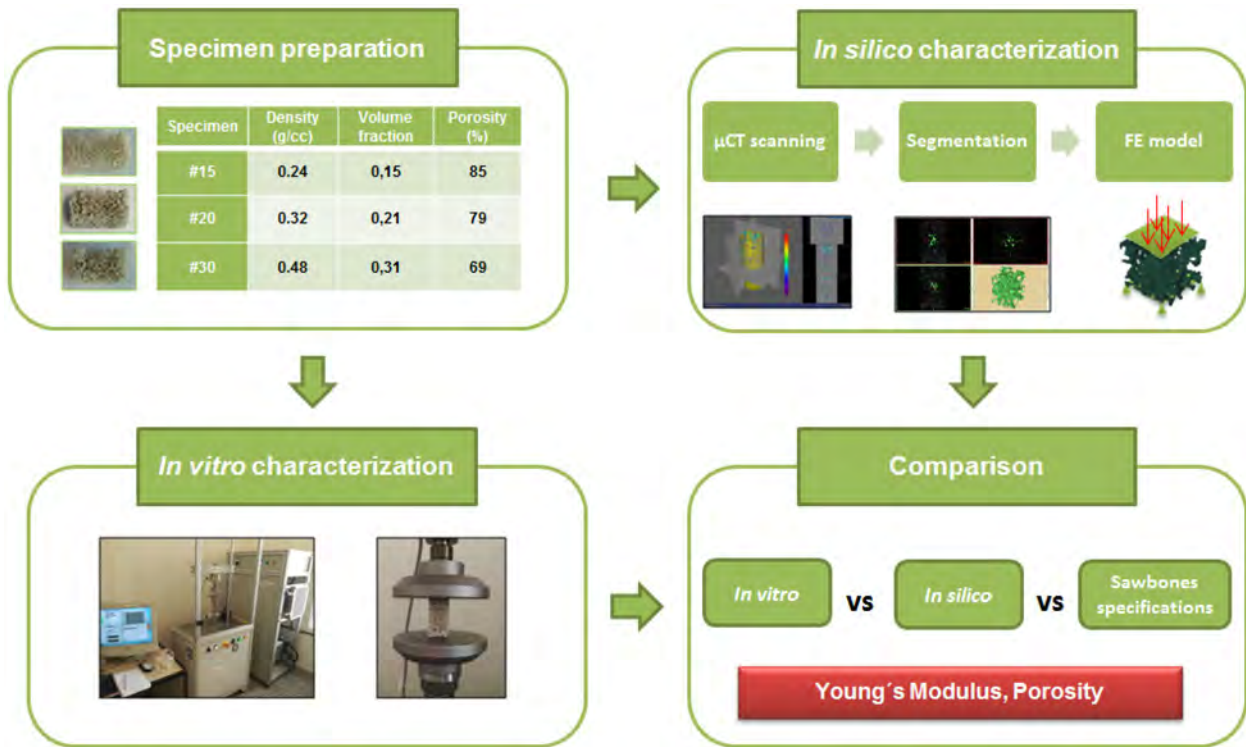 Specimen preparation
Specimen
Density
(g/cc)
Volume
fraction
Porosity
(%)
#15
0.24
0,15
85
#20
0.32
0,21
79
#30
0.48
0,31
69
In silico characterization
µCT scanning
Segmentation
FE model
In vitro characterization
Comparison
In vitro
vs
In silico
vs
Sawbones
specifications
Young´s Modulus, Porosity